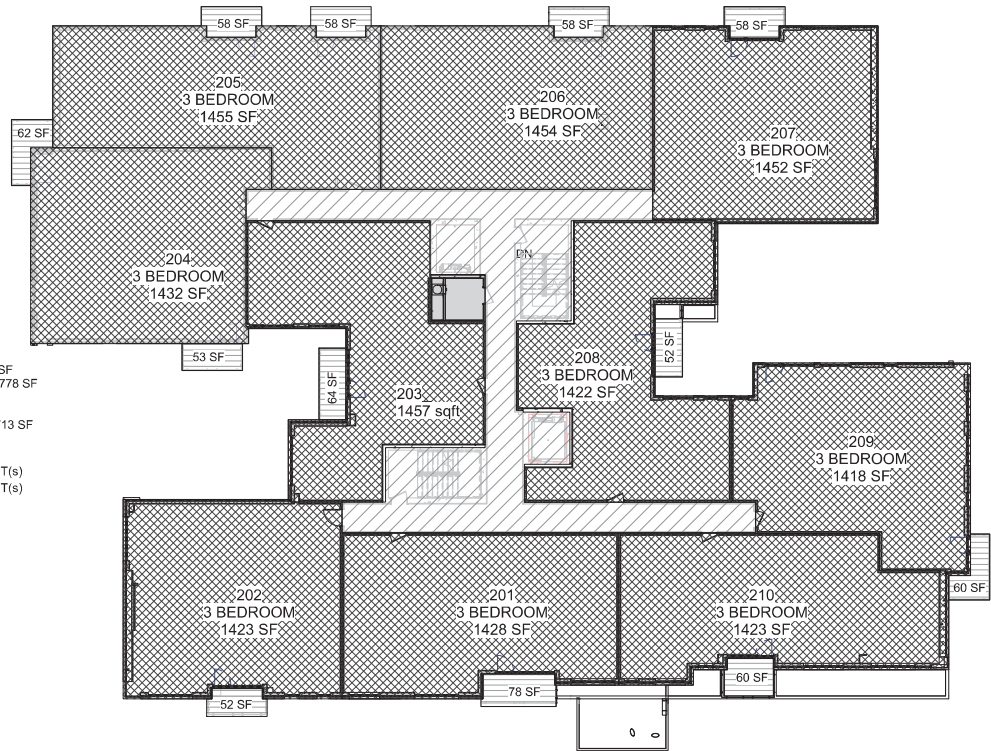 58 SF
58 SF
58 SF
58 SF
205
3 BEDROOM
1455 SF
206
3 BEDROOM
1454 SF
207
3 BEDROOM
1452 SF
62 SF
204
3 BEDROOM
1432 SF
DN
53 SF
SF
778 SF
64 SF
203
1457 sqft
208
3 BEDROOM
1422 SF
52 SF
713 SF
209
3 BEDROOM
1418 SF
T(s)
T(s)
202
3 BEDROOM
1423 SF
201
3 BEDROOM
1428 SF
210
3 BEDROOM
1423 SF
60 SF
52 SF
78 SF
60 SF